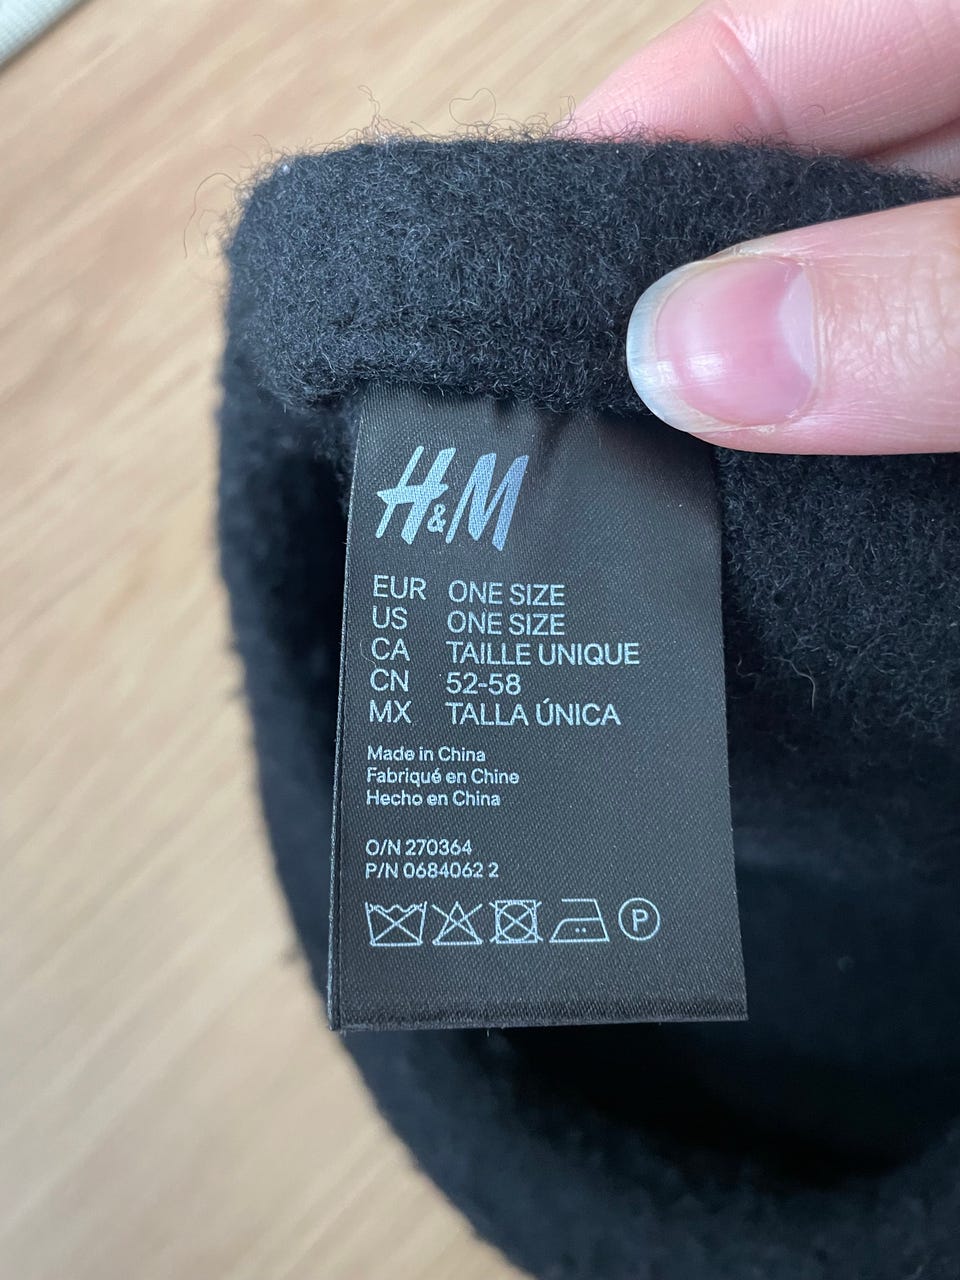 H&M
EUR ONE SIZE
US ONE SIZE
CA TAILLE UNIQUE
CN 52-58
MX TALLA ÚNICA
Made in China
Fabriqué en Chine
Hecho en China
O/N 270364
P/N 0684062 2
P